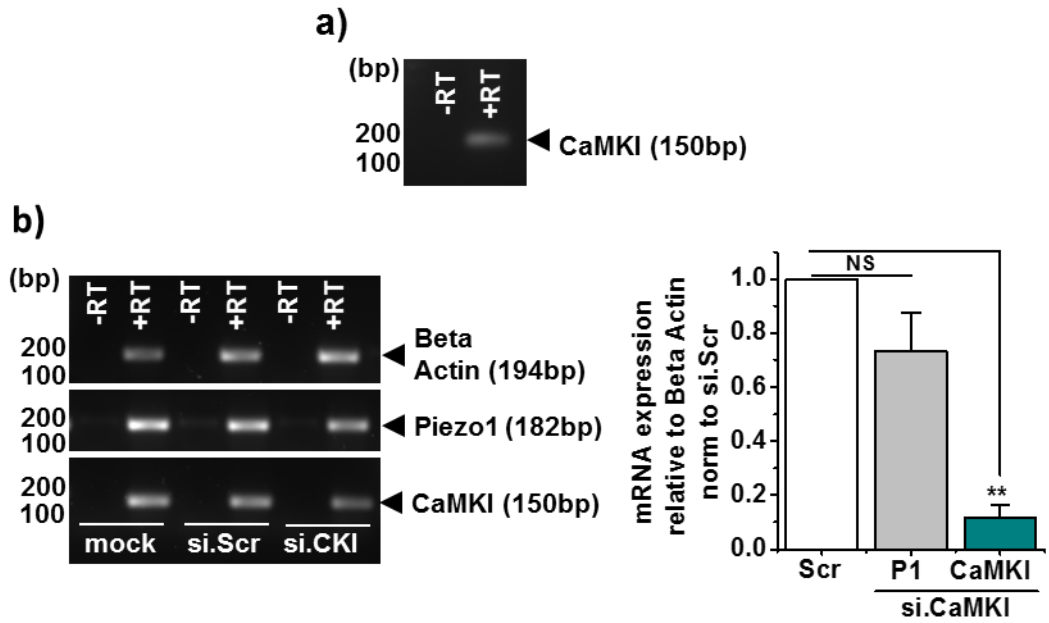 a)
(bp)
-RT
+RT
200
100
CaMKI (150bp)
b)
(bp)
-RT
+RT
-RT
+RT
-RT
+RT
200
100
Beta
Actin (194bp)
200
100
Piezo1 (182bp)
200
100
CaMKI (150bp)
mock si.Scr si.CKI
mRNA expression
relative to Beta Actin
norm to si.Scr
1.0
0.8
0.6
0.4
0.2
0.0
NS
**
Scr P1 CaMKI
si.CaMKI